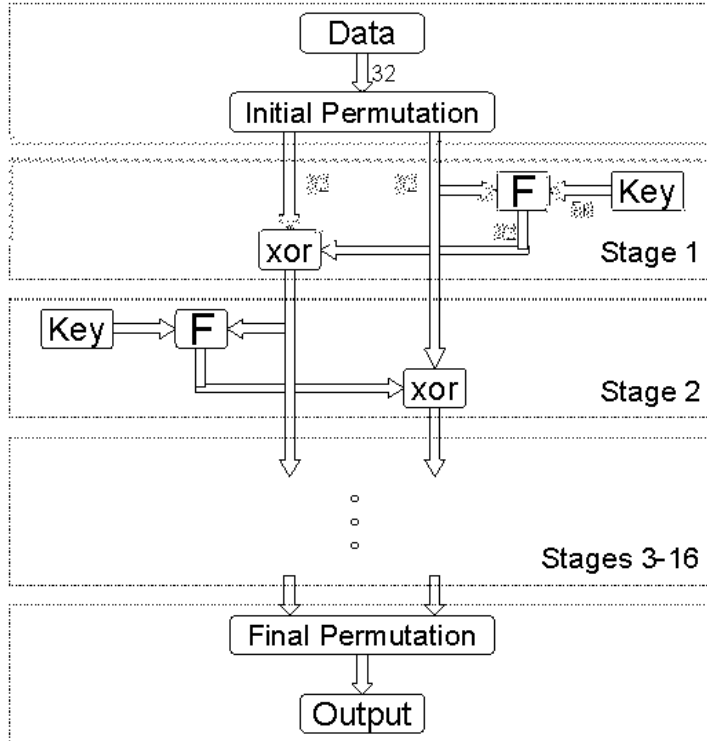 Data
32
Initial Permutation
F
Key
xor
Stage 1
Key
F
xor
Stage 2
Stages 3-16
Final Permutation
Output